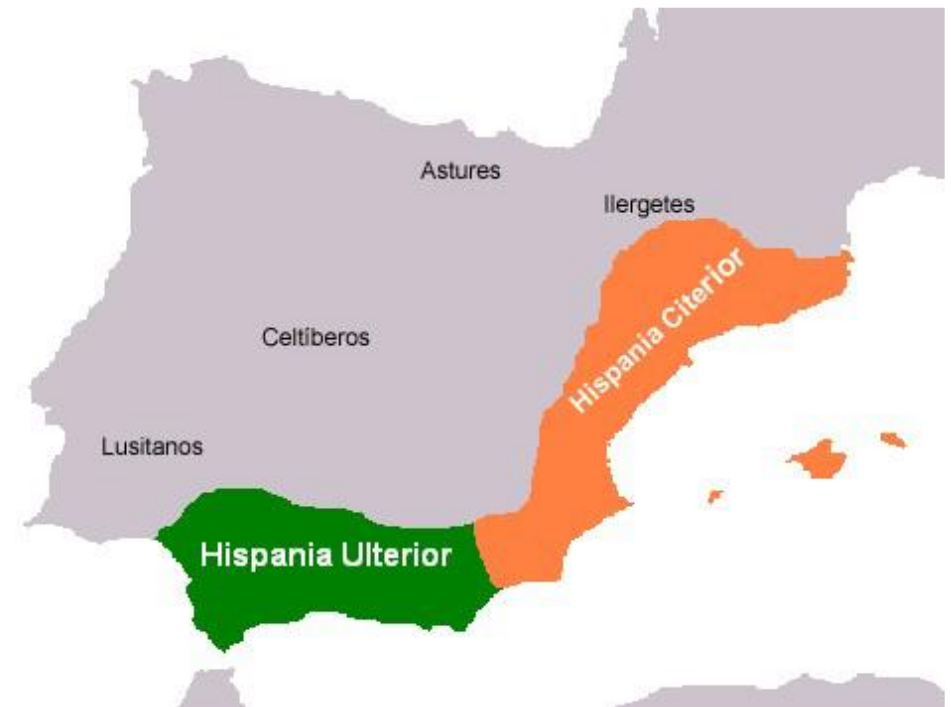 Astures
Ilergetes
Hispania Citerior
Celtíberos
Lusitanos
Hispania Ulterior